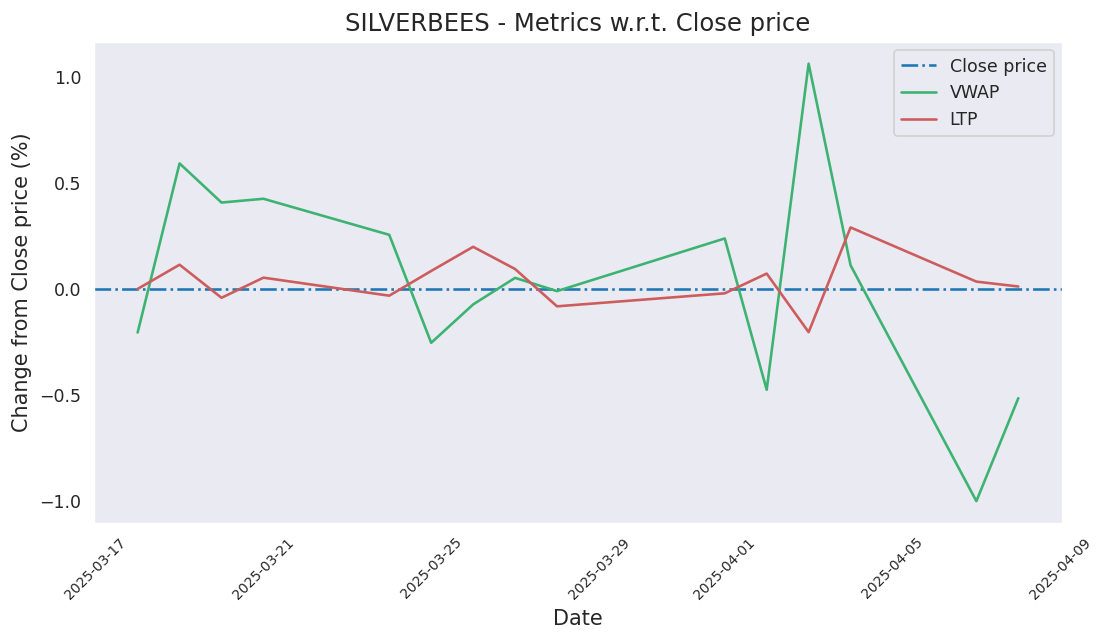 SILVERBEES - Metrics w.r.t. Close price
Close price
VWAP
LTP
Change from Close price (%)
1.0
0.5
0.0
−0.5
−1.0
2025-03-17
2025-03-21
2025-03-25
2025-03-29
2025-04-01
2025-04-05
2025-04-09
Date